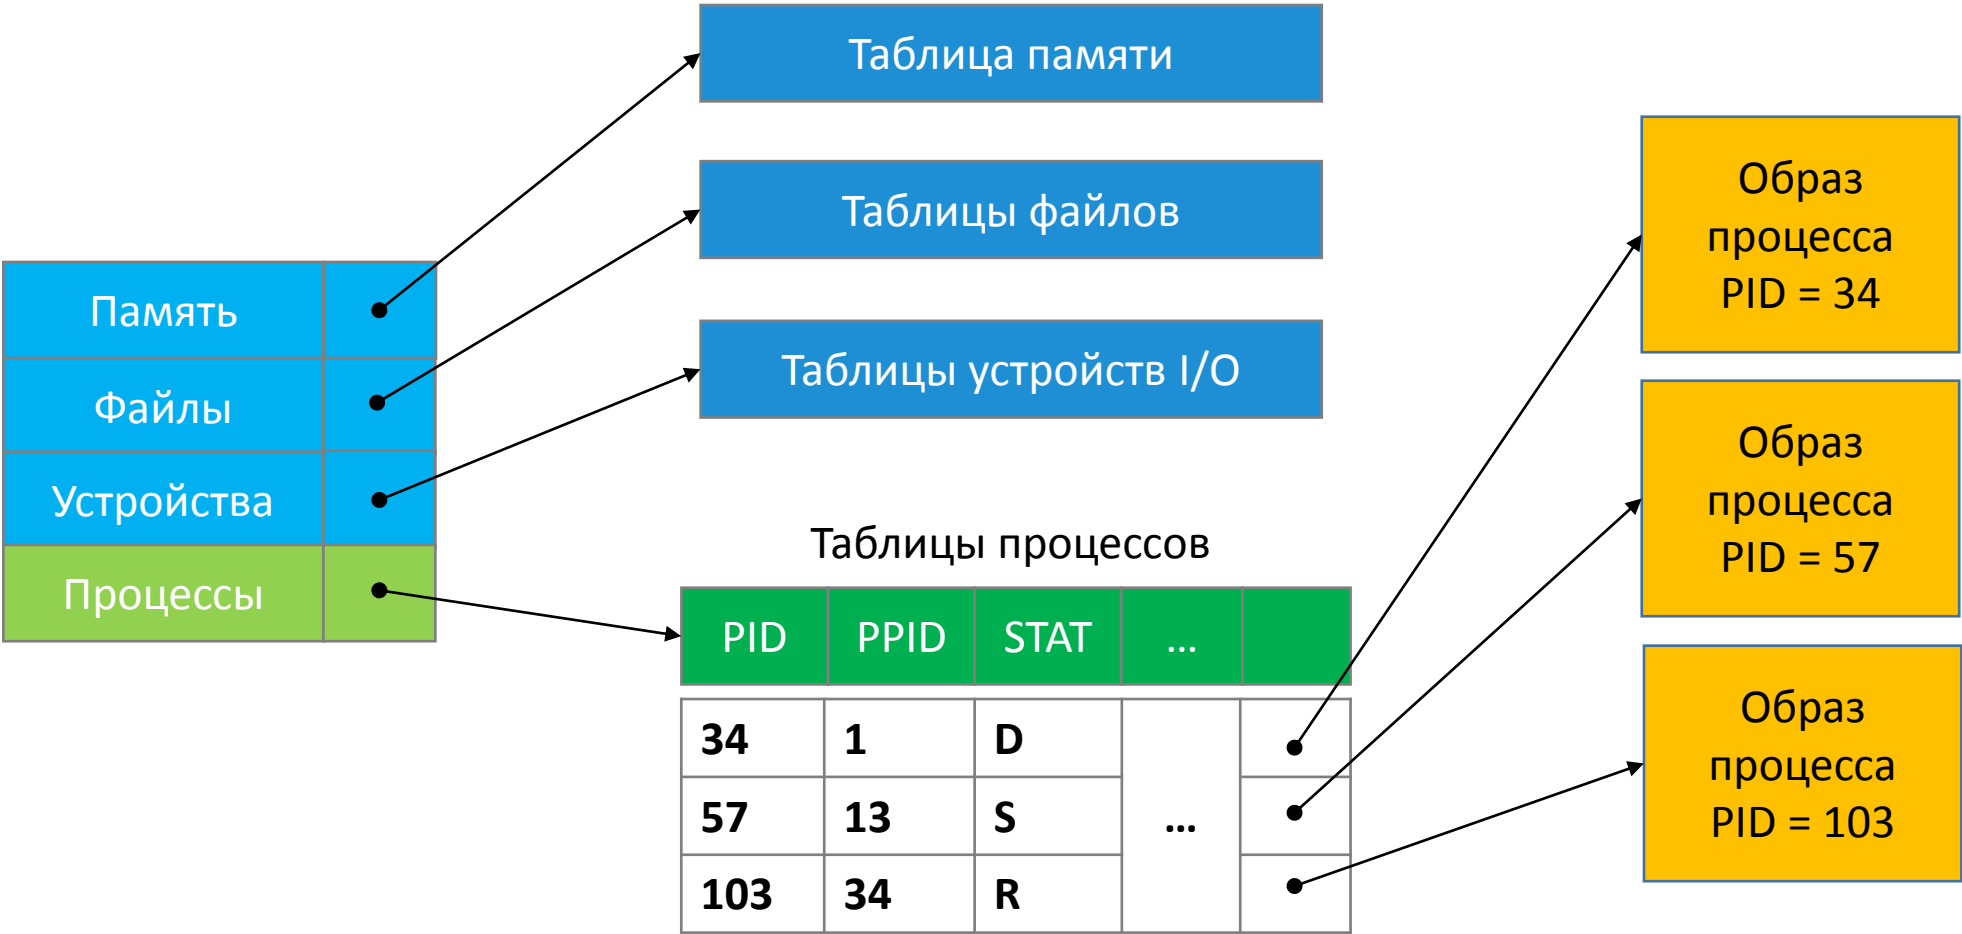 Таблица памяти
Таблицы файлов
Таблицы устройств I/O
Память
Файлы
Устройства
Процессы
Таблицы процессов
PID PPID STAT ...
34 1 D
57 13 S ...
103 34 R
Образ
процесса
PID = 34
Образ
процесса
PID = 57
Образ
процесса
PID = 103